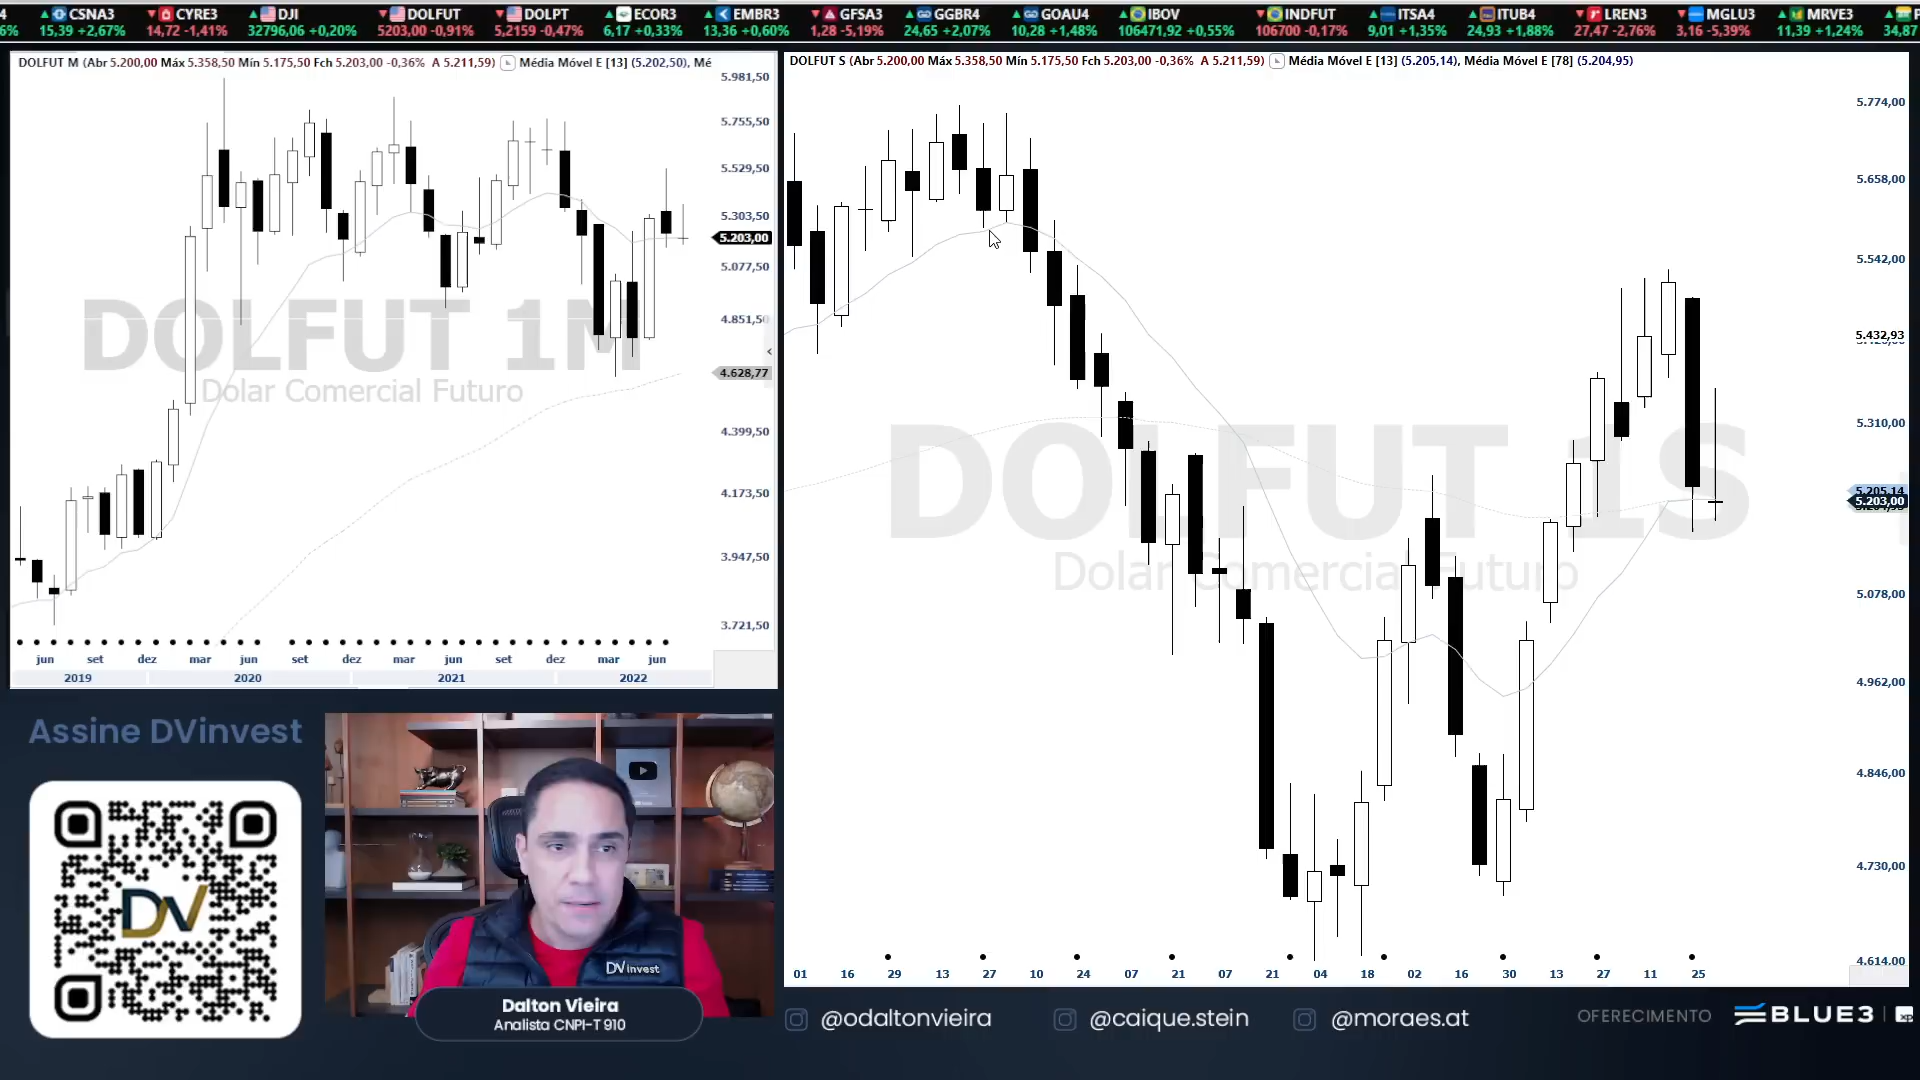 4 CSNA3 CYRE3 DJI DOLFUT DOLPT ECOR3 EMBR3 GFSA3 GGBR4 GOAU4 IBOV INDFUT ITSA4 ITUB4 LREN3 MGLU3 MRVE3
6% 15,39 +2,67% 14,72 -1,41% 32796,06 +0,20% 5203,00 -0,91% 5,2159 -0,47% 6,17 +0,33% 13,36 +0,60% 1,28 -5,19% 24,65 +2,07% 10,28 +1,48% 106471,92 +0,55% 106700 -0,17% 9,01 +1,35% 24,93 +1,88% 27,47 -2,76% 3,16 -5,39% 11,39 +1,24% 34,87
DOLFUT M (Abr 5.200,00 Máx 5.358,50 Mín 5.175,50 Fch 5.203,00 -0,36% A 5.211,59) Média Móvel E [13] (5.202,50), Mé
5.981,50
5.755,50
5.529,50
5.303,50
5.203,00
5.077,50
4.851,50
4.628,77
4.399,50
4.173,50
3.947,50
3.721,50
DOLFUT 1M
Dolar Comercial Futuro
jun set dez mar jun set dez mar jun set dez mar jun
2019 2020 2021 2022
DOLFUT S (Abr 5.200,00 Máx 5.358,50 Mín 5.175,50 Fch 5.203,00 -0,36% A 5.211,59) Média Móvel E [13] (5.205,14), Média Móvel E [78] (5.204,95)
5.774,00
5.658,00
5.542,00
5.432,93
5.310,00
5.205,14
5.203,00
5.078,00
4.962,00
4.846,00
4.730,00
4.614,00
DOLFUT 1S
Dolar Comercial Futuro
01 16 29 13 27 10 24 07 21 07 21 04 18 02 16 30 13 27 11 25
Assine DVinvest
DV
DVinvest
Dalton Vieira
Analista CNPI-T 910
@odaltonvieira @caique.stein @moraes.at
OFERECIMENTO BLUE3 | xp